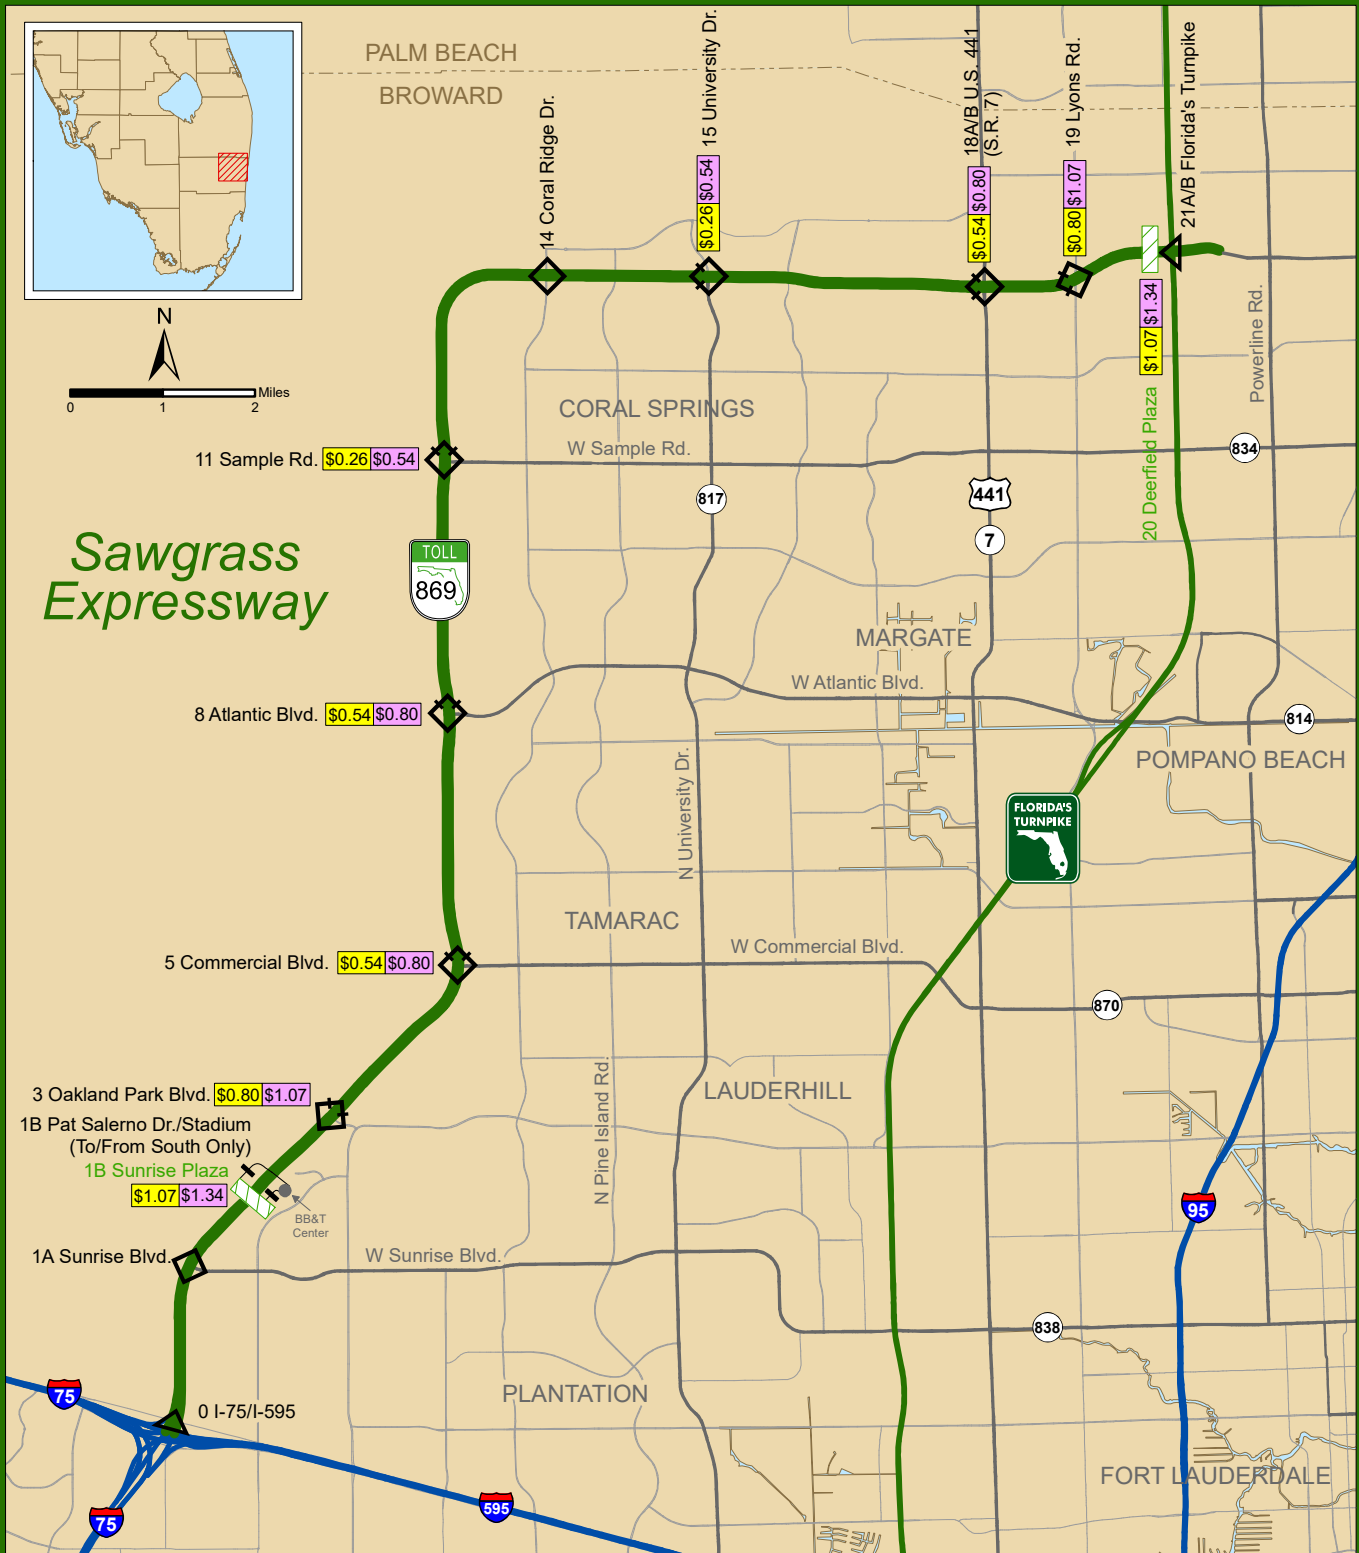 PALM BEACH
BROWARD
14 Coral Ridge Dr.
15 University Dr.
$0.26 $0.54
18A/B U.S. 441
(S.R. 7)
$0.54 $0.80
19 Lyons Rd.
$0.80 $1.07
21A/B Florida's Turnpike
$1.07 $1.34
20 Deerfield Plaza
Powerline Rd.
N
Miles
0 1 2
CORAL SPRINGS
11 Sample Rd. $0.26 $0.54
W Sample Rd.
834
817
441
7
Sawgrass
Expressway
TOLL
869
MARGATE
W Atlantic Blvd.
8 Atlantic Blvd. $0.54 $0.80
814
POMPANO BEACH
N University Dr.
FLORIDA'S
TURNPIKE
TAMARAC
W Commercial Blvd.
5 Commercial Blvd. $0.54 $0.80
870
N Pine Island Rd.
LAUDERHILL
3 Oakland Park Blvd. $0.80 $1.07
1B Pat Salerno Dr./Stadium
(To/From South Only)
1B Sunrise Plaza
$1.07 $1.34
BB&T
Center
95
1A Sunrise Blvd.
W Sunrise Blvd.
838
75
0 I-75/I-595
PLANTATION
FORT LAUDERDALE
595
75